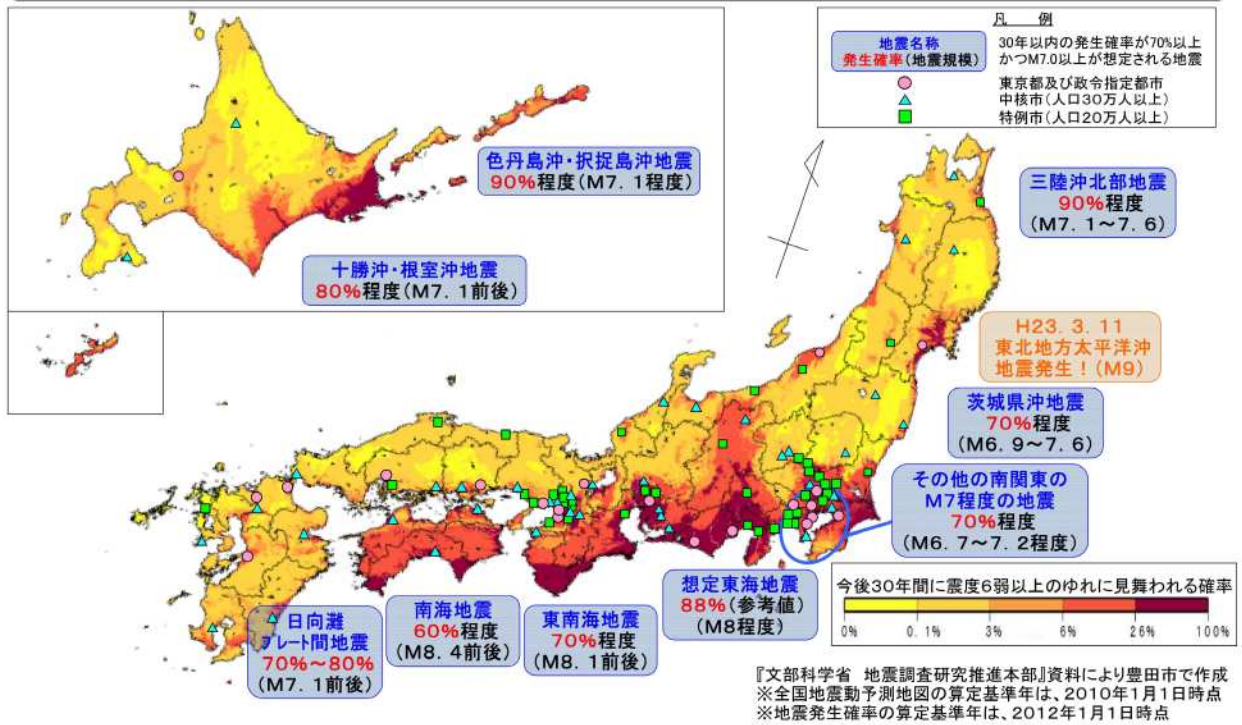 凡 例
地震名称
発生確率(地震規模)
30年以内の発生確率が70%以上
かつM7.0以上が想定される地震
東京都及び政令指定都市
中核市(人口30万人以上)
特例市(人口20万人以上)
色丹島沖・択捉島沖地震
90%程度(M7.1程度)
十勝沖・根室沖地震
80%程度(M7.1前後)
三陸沖北部地震
90%程度
(M7.1～7.6)
H23.3.11
東北地方太平洋沖
地震発生！(M9)
茨城県沖地震
70%程度
(M6.9～7.6)
その他の南関東の
M7程度の地震
70%程度
(M6.7～7.2程度)
想定東海地震
88%(参考値)
(M8程度)
東南海地震
70%程度
(M8.1前後)
南海地震
60%程度
(M8.4前後)
日向灘
プレート間地震
70%～80%
(M7.1前後)
今後30年間に震度6弱以上のゆれに見舞われる確率
0% 0.1% 3% 6% 26% 100%
『文部科学省 地震調査研究推進本部』資料により豊田市で作成
※全国地震動予測地図の算定基準年は、2010年1月1日時点
※地震発生確率の算定基準年は、2012年1月1日時点